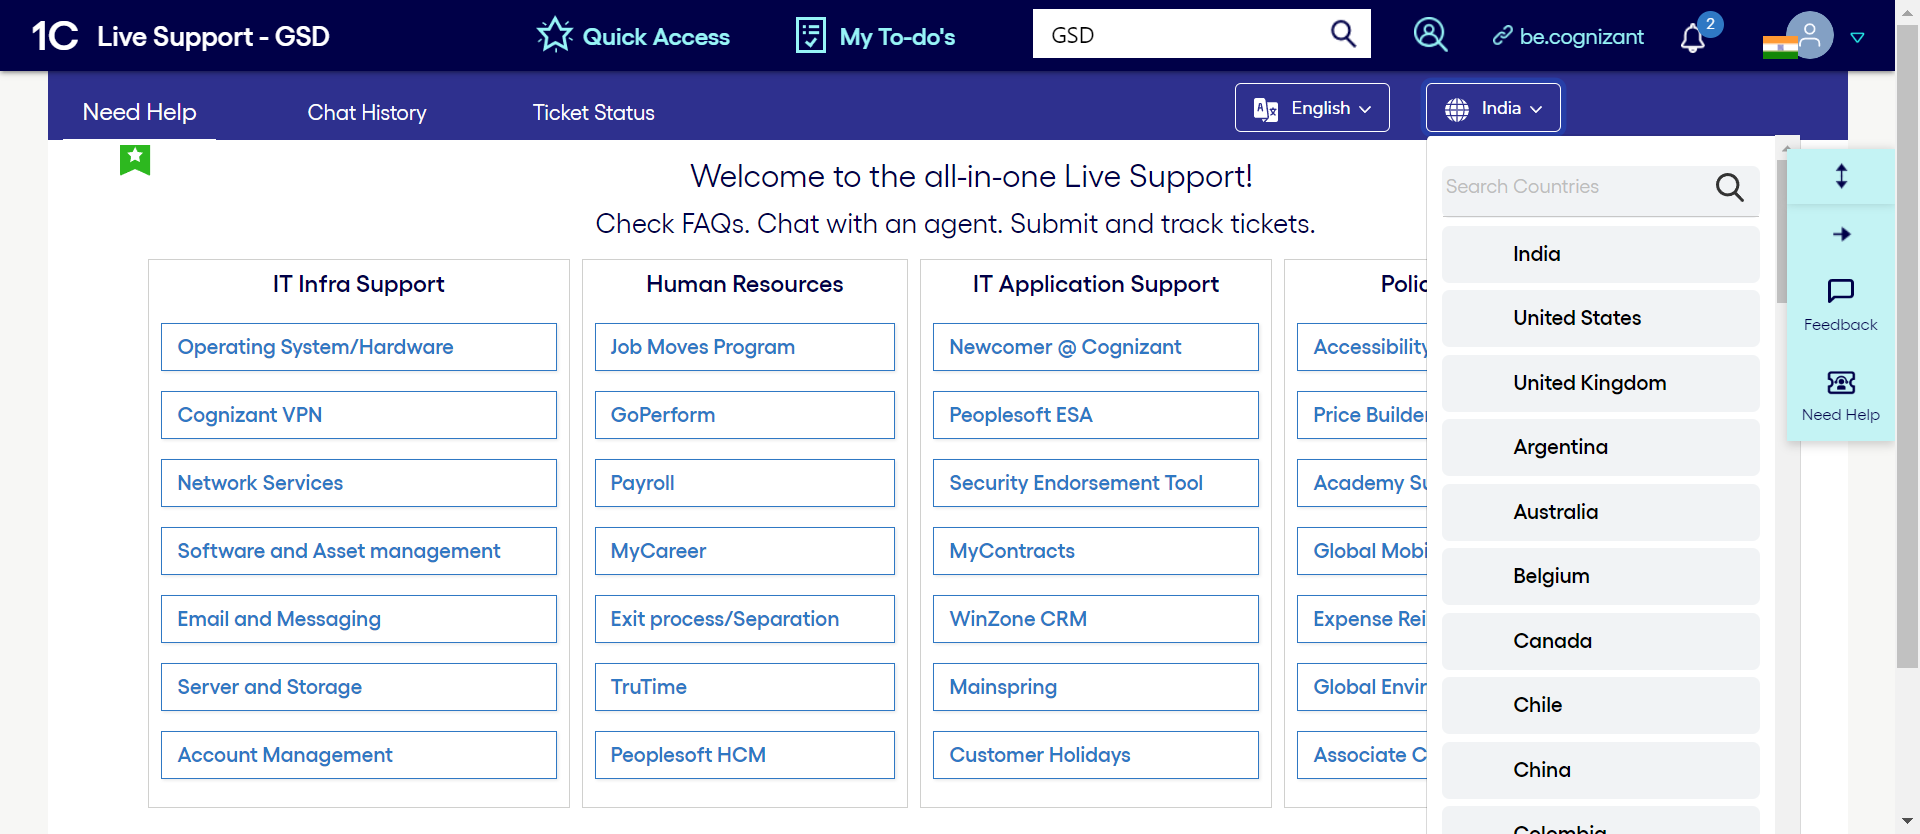 1C Live Support - GSD
Quick Access
My To-do's
GSD
be.cognizant
2
Need Help
Chat History
Ticket Status
English
India
Welcome to the all-in-one Live Support!
Check FAQs. Chat with an agent. Submit and track tickets.
IT Infra Support
Operating System/Hardware
Cognizant VPN
Network Services
Software and Asset management
Email and Messaging
Server and Storage
Account Management
Human Resources
Job Moves Program
GoPerform
Payroll
MyCareer
Exit process/Separation
TruTime
Peoplesoft HCM
IT Application Support
Newcomer @ Cognizant
Peoplesoft ESA
Security Endorsement Tool
MyContracts
WinZone CRM
Mainspring
Customer Holidays
Polic
Accessibility
Price Builder
Academy Su
Global Mobi
Expense Rei
Global Envir
Associate C
Search Countries
India
United States
United Kingdom
Argentina
Australia
Belgium
Canada
Chile
China
Colombia
Feedback
Need Help